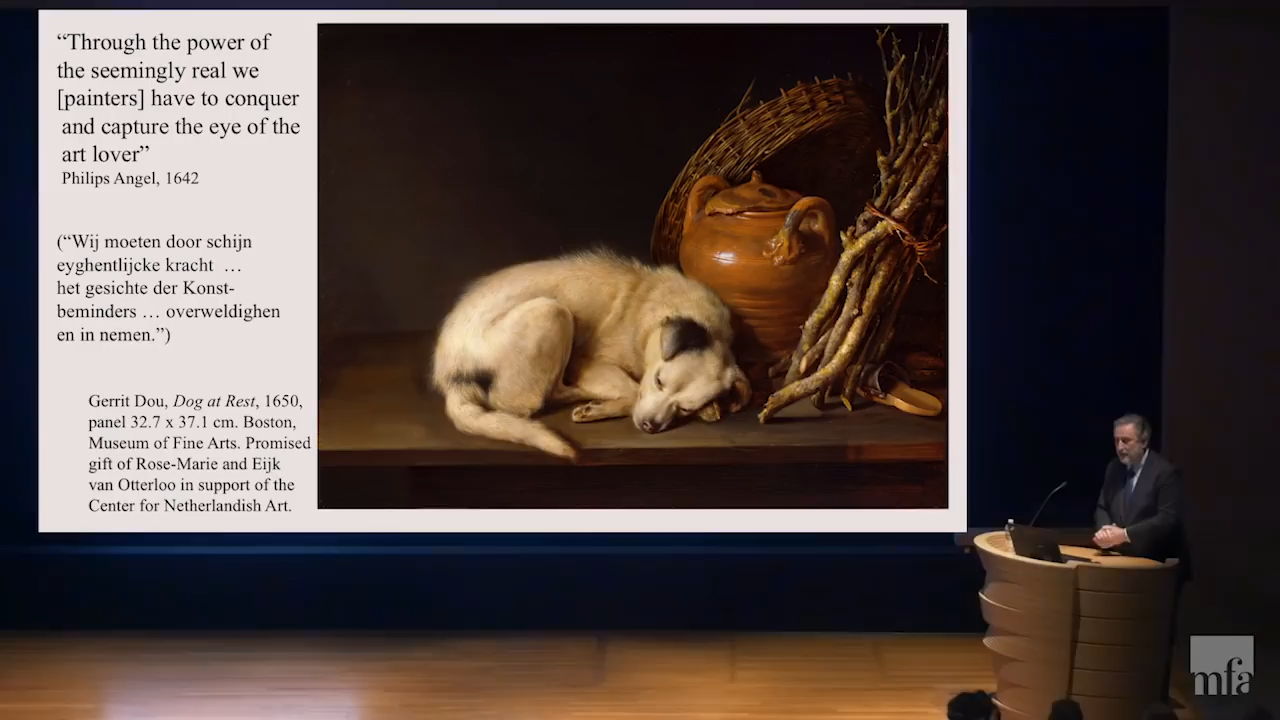 “Through the power of
the seemingly real we
[painters] have to conquer
and capture the eye of the
art lover”
Philips Angel, 1642
(“Wij moeten door schijn
eyghentlijcke kracht …
het gesichte der Konst-
beminders … overweldighen
en in nemen.”)
Gerrit Dou, Dog at Rest, 1650,
panel 32.7 x 37.1 cm. Boston,
Museum of Fine Arts. Promised
gift of Rose-Marie and Eijk
van Otterloo in support of the
Center for Netherlandish Art.
mfa